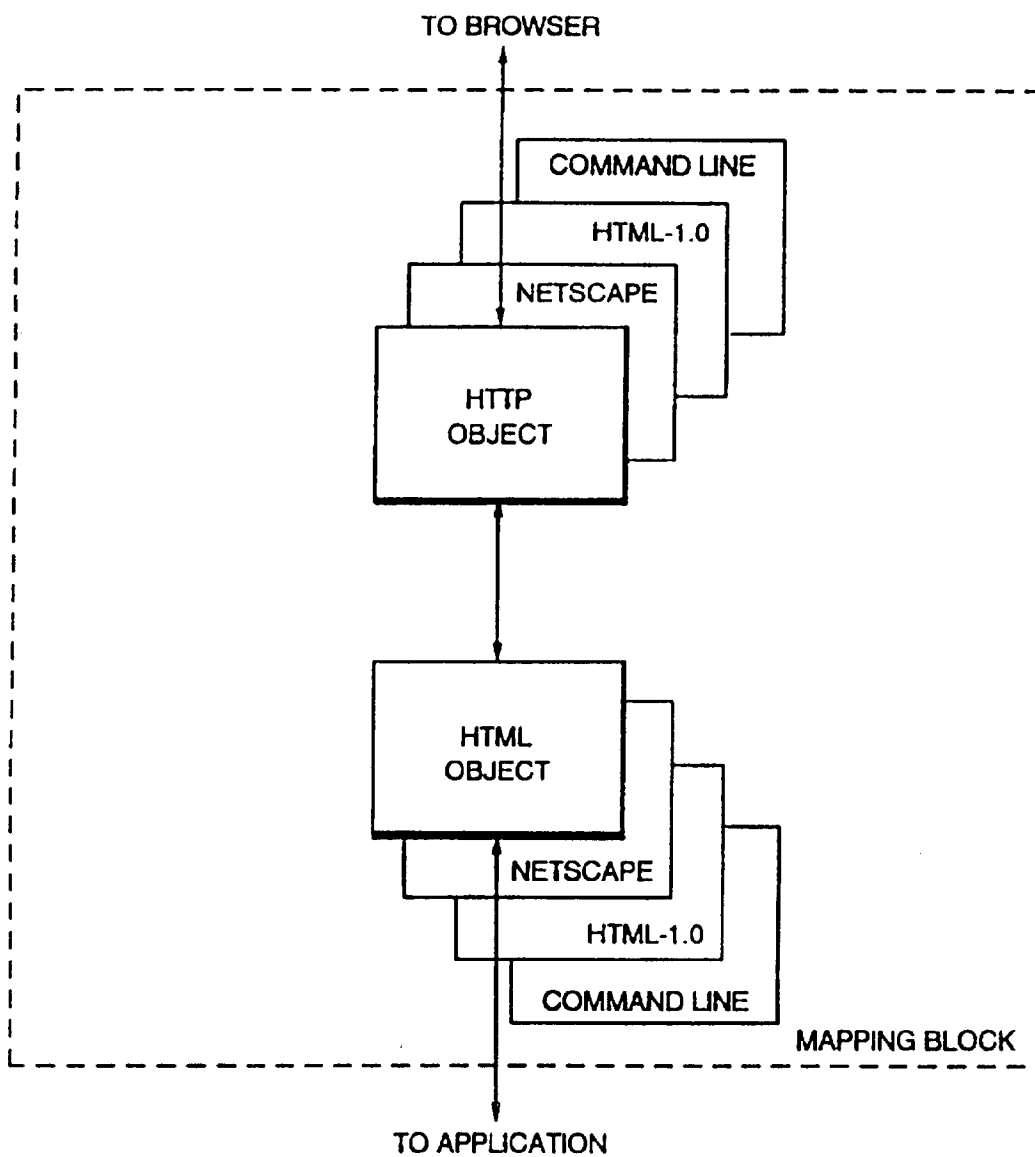 TO BROWSER
COMMAND LINE
HTML-1.0
NETSCAPE
HTTP
OBJECT
HTML
OBJECT
NETSCAPE
HTML-1.0
COMMAND LINE
MAPPING BLOCK
TO APPLICATION